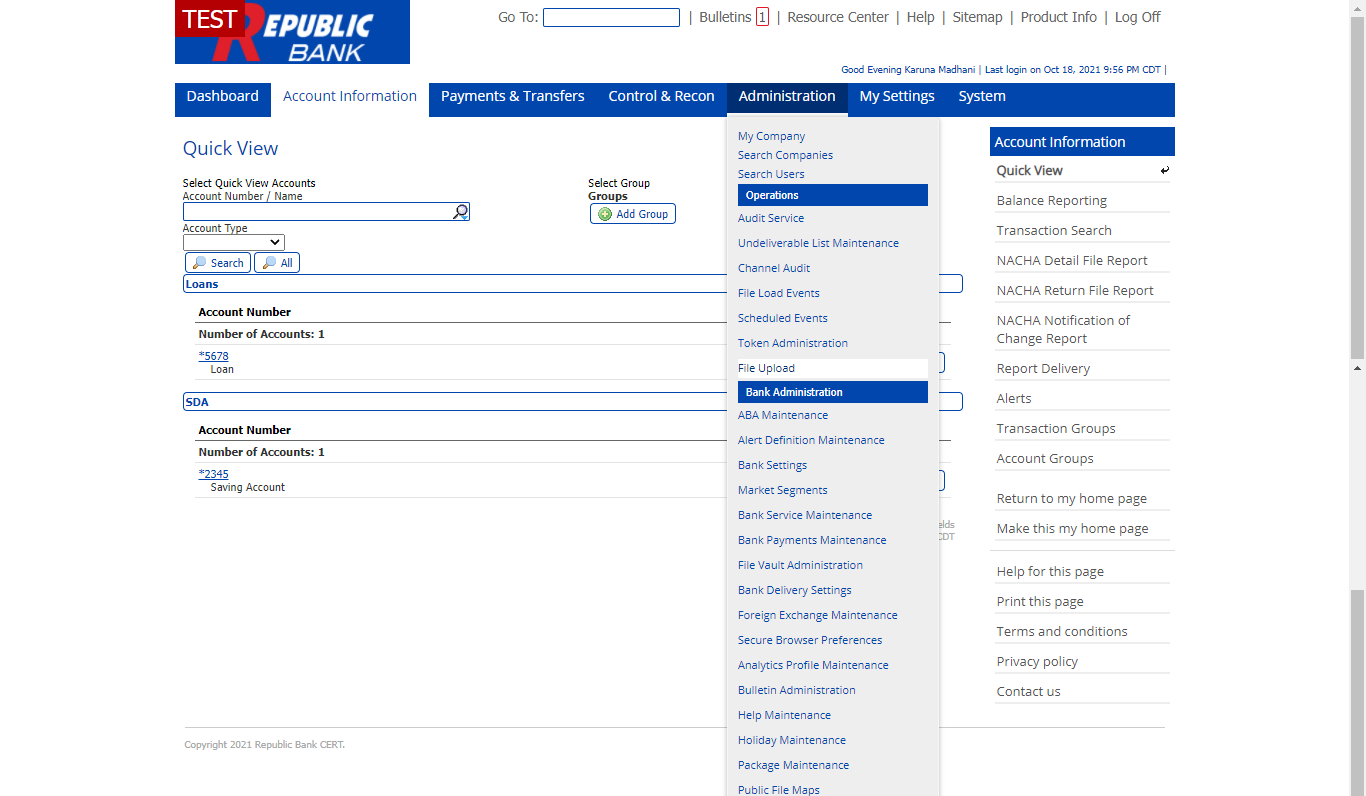 TEST
REPUBLIC
BANK
Go To: | Bulletins 1 | Resource Center | Help | Sitemap | Product Info | Log Off
Good Evening Karuna Madhani | Last login on Oct 18, 2021 9:56 PM CDT |
Dashboard Account Information Payments & Transfers Control & Recon Administration My Settings System
Quick View
Select Quick View Accounts
Account Number / Name
Account Type
Search All
Select Group
Groups
Add Group
Loans
Account Number
Number of Accounts: 1
*5678
Loan
SDA
Account Number
Number of Accounts: 1
*2345
Saving Account
elds
CDT
My Company
Search Companies
Search Users
Operations
Audit Service
Undeliverable List Maintenance
Channel Audit
File Load Events
Scheduled Events
Token Administration
File Upload
Bank Administration
ABA Maintenance
Alert Definition Maintenance
Bank Settings
Market Segments
Bank Service Maintenance
Bank Payments Maintenance
File Vault Administration
Bank Delivery Settings
Foreign Exchange Maintenance
Secure Browser Preferences
Analytics Profile Maintenance
Bulletin Administration
Help Maintenance
Holiday Maintenance
Package Maintenance
Public File Maps
Account Information
Quick View
Balance Reporting
Transaction Search
NACHA Detail File Report
NACHA Return File Report
NACHA Notification of
Change Report
Report Delivery
Alerts
Transaction Groups
Account Groups
Return to my home page
Make this my home page
Help for this page
Print this page
Terms and conditions
Privacy policy
Contact us
Copyright 2021 Republic Bank CERT.